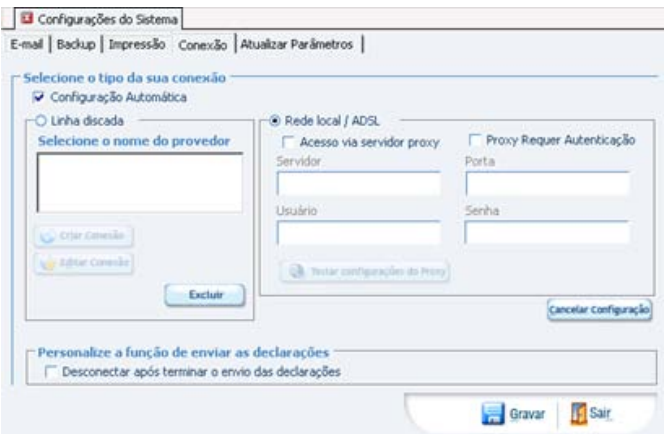 Configurações do Sistema
E-mail | Backup | Impressão | Conexão | Atualizar Parâmetros |
Selecione o tipo da sua conexão
Configuração Automática
Linha discada
Selecione o nome do provedor
Criar Conexão
Editar Conexão
Excluir
Rede local / ADSL
Acesso via servidor proxy
Proxy Requer Autenticação
Servidor
Porta
Usuário
Senha
Testar configurações do Proxy
Cancelar Configuração
Personalize a função de enviar as declarações
Desconectar após terminar o envio das declarações
Gravar
Sair